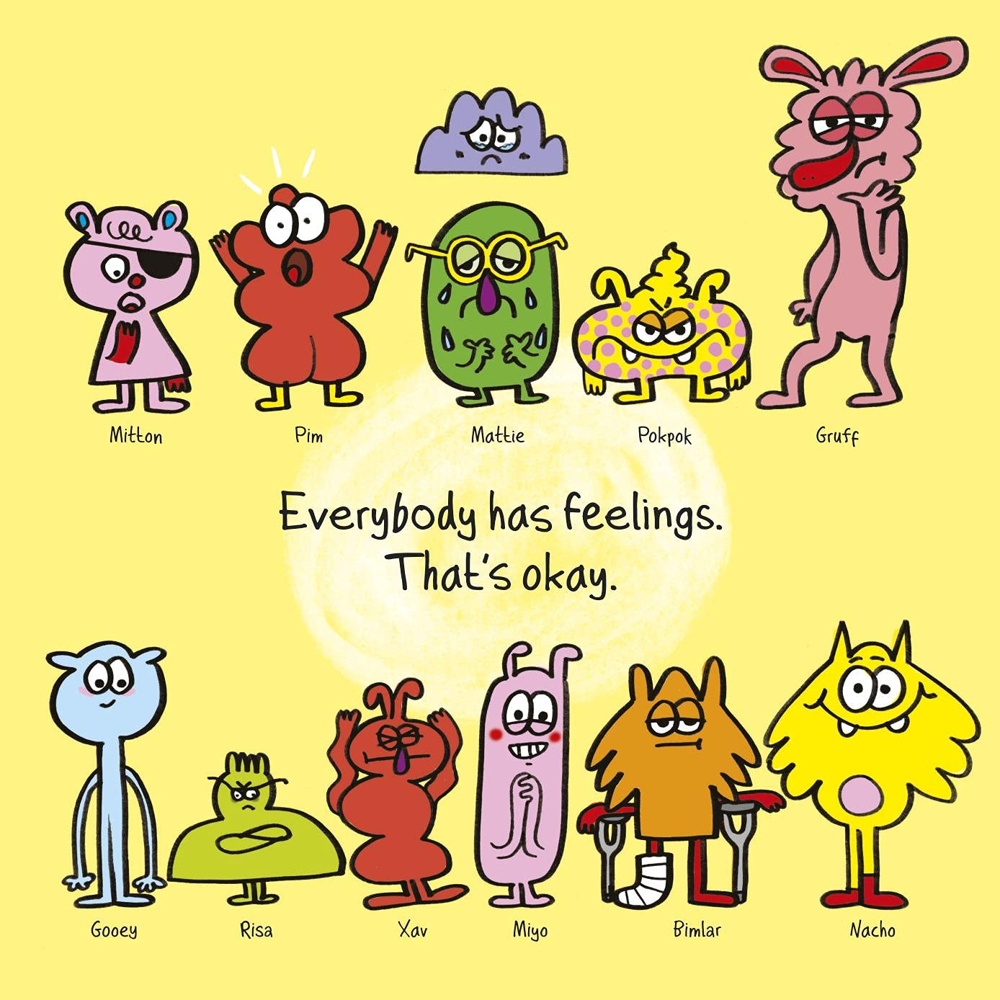 Mitton
Pim
Mattie
Pokpok
Gruff
Everybody has feelings.
That's okay.
Gooey
Risa
Xav
Miyo
Bimlar
Nacho